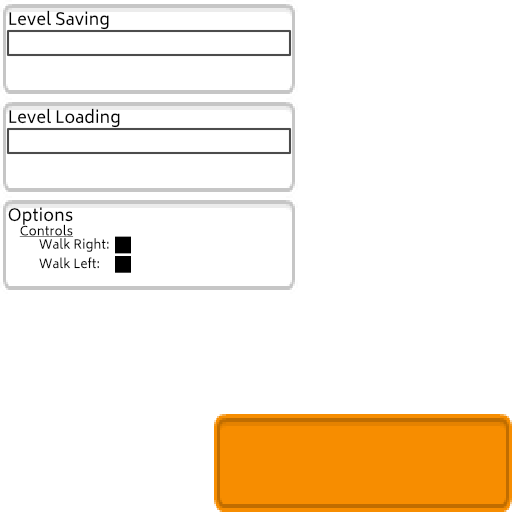 Level Saving
Level Loading
Options
Controls
Walk Right:
Walk Left: